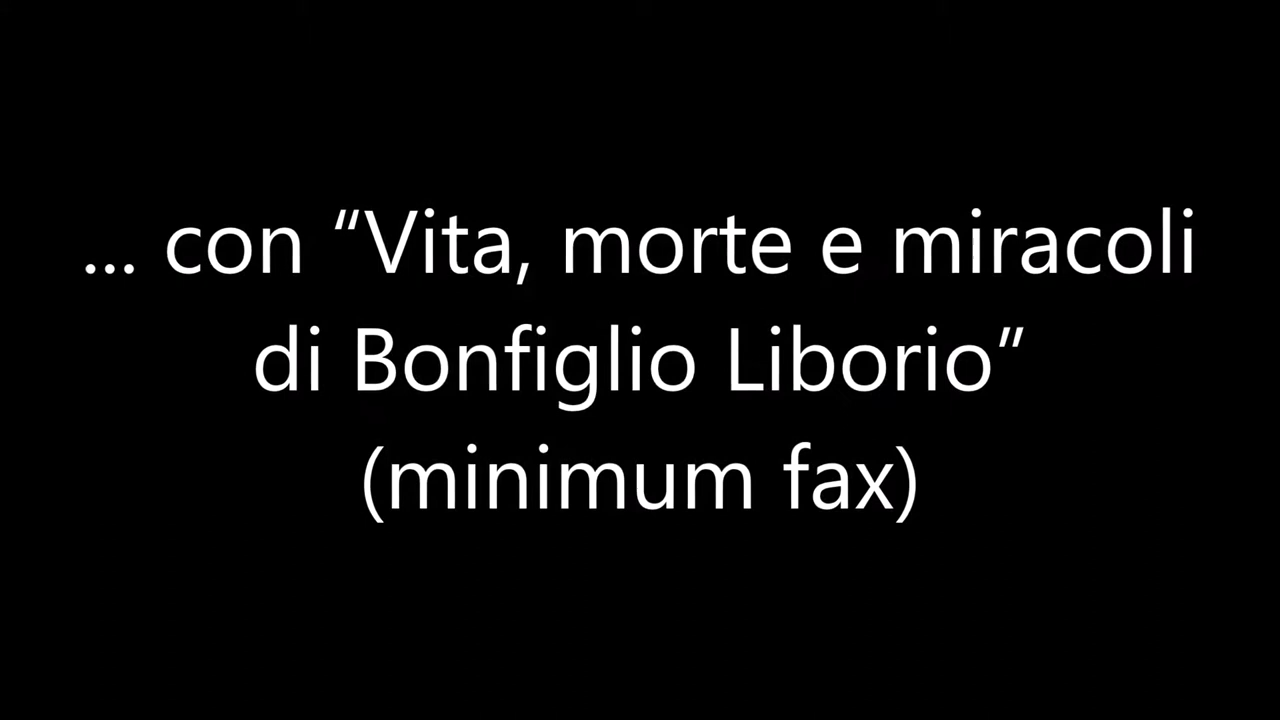 ... con “Vita, morte e miracoli
di Bonfiglio Liborio”
(minimum fax)